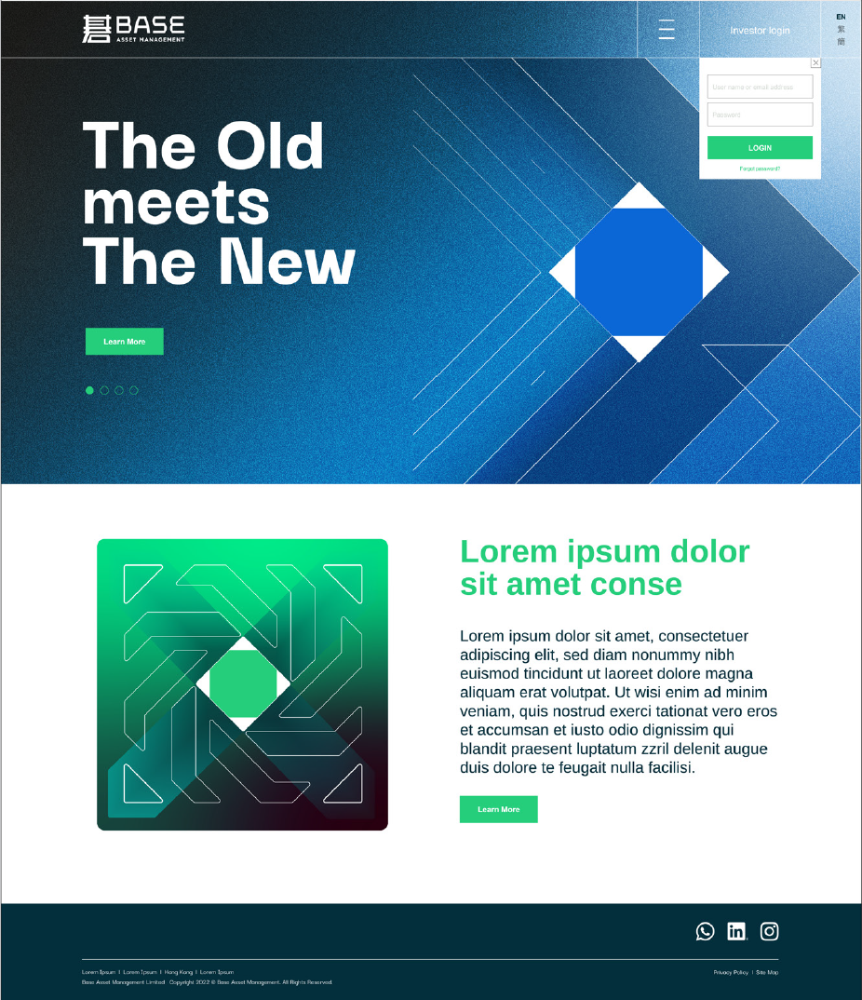 碁 BASE
ASSET MANAGEMENT
Investor login
EN
繁
簡
User name or email address
Password
LOGIN
Forgot password?
The Old
meets
The New
Learn More
Lorem ipsum dolor
sit amet conse
Lorem ipsum dolor sit amet, consectetuer
adipiscing elit, sed diam nonummy nibh
euismod tincidunt ut laoreet dolore magna
aliquam erat volutpat. Ut wisi enim ad minim
veniam, quis nostrud exerci tationat vero eros
et accumsan et iusto odio dignissim qui
blandit praesent luptatum zzril delenit augue
duis dolore te feugait nulla facilisi.
Learn More
in
Lorem Ipsum I Lorem Ipsum I Hong Kong I Lorem Ipsum
Base Asset Management Limited Copyright 2022 © Base Asset Management. All Rights Reserved.
Privacy Policy I Site Map